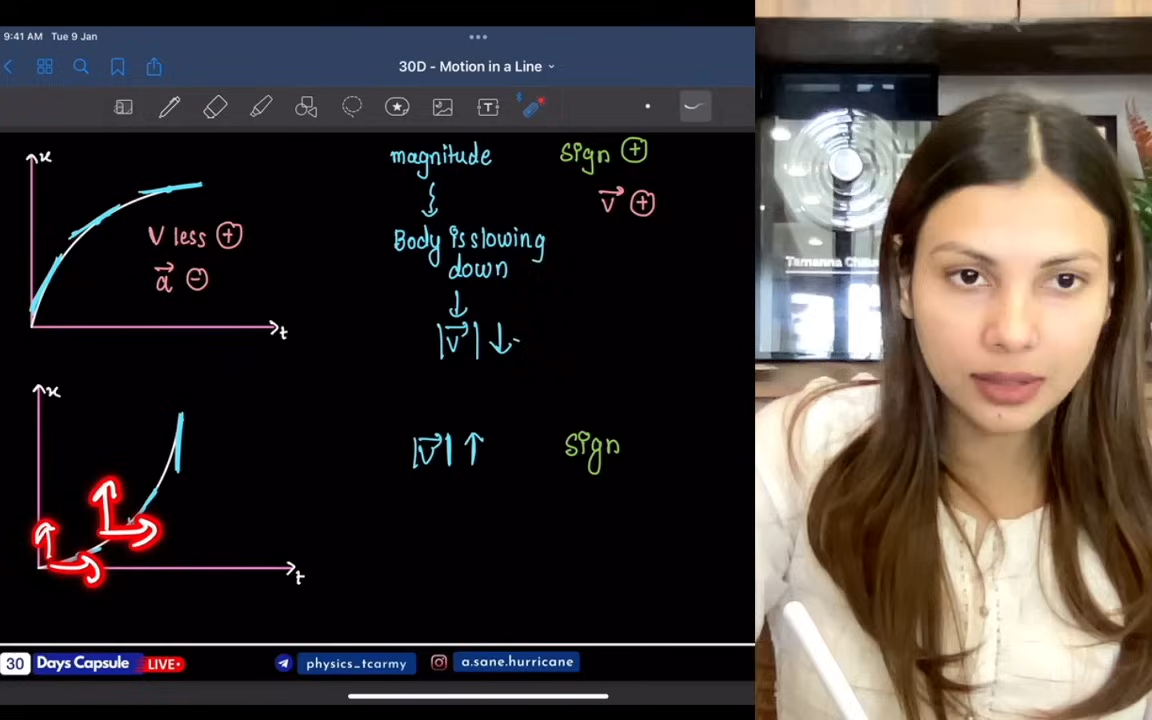 9:41 AM Tue 9 Jan
30D - Motion in a Line
T
x
magnitude
Sign +
v +
V less +
a -
Body is slowing
down
|v| ↓
t
x
|v| ↑
Sign
t
30 Days Capsule LIVE
physics_tcarmy
a.sane.hurricane
Tamanna